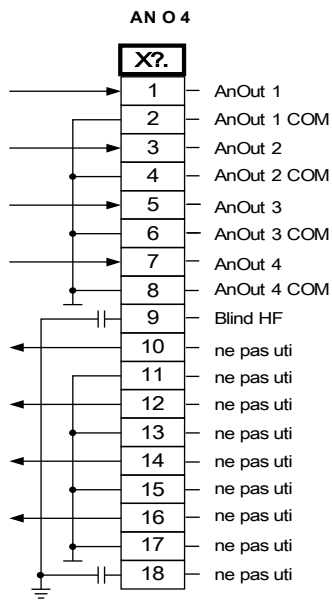 AN O 4
X?.
1 AnOut 1
2 AnOut 1 COM
3 AnOut 2
4 AnOut 2 COM
5 AnOut 3
6 AnOut 3 COM
7 AnOut 4
8 AnOut 4 COM
9 Blind HF
10 ne pas uti
11 ne pas uti
12 ne pas uti
13 ne pas uti
14 ne pas uti
15 ne pas uti
16 ne pas uti
17 ne pas uti
18 ne pas uti